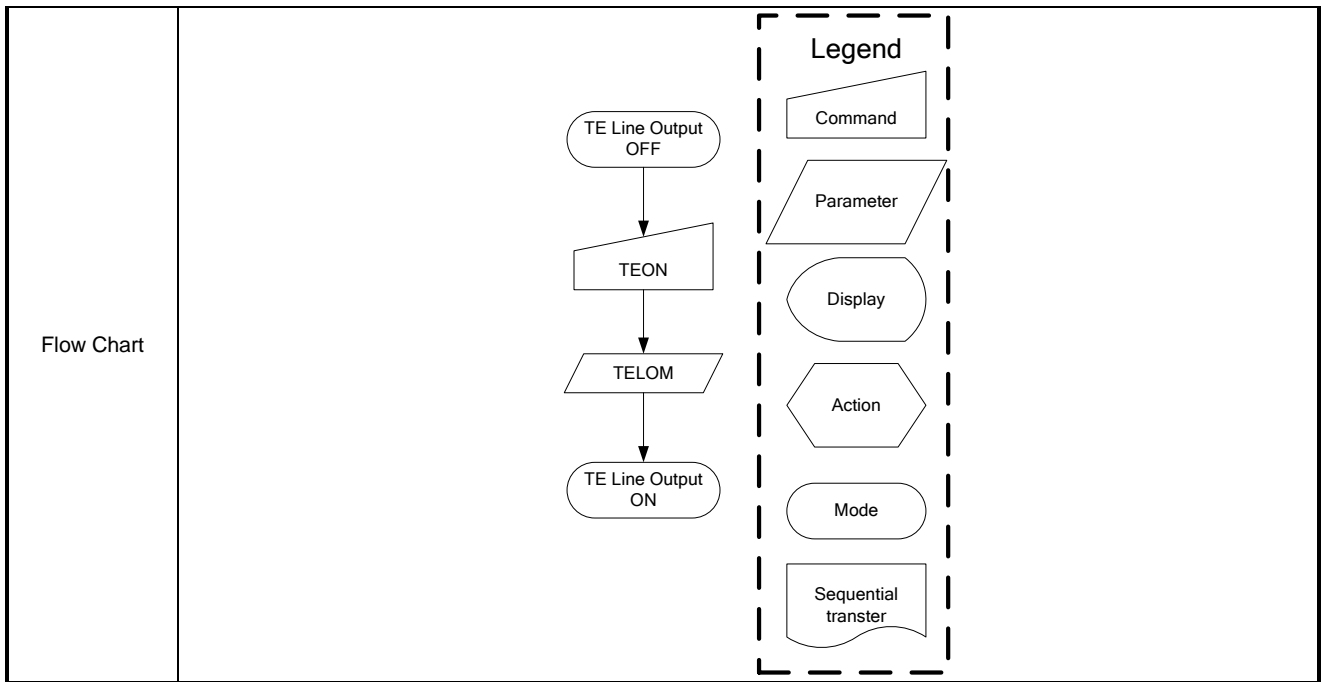 Flow Chart
TE Line Output
OFF
TEON
TELOM
TE Line Output
ON
Legend
Command
Parameter
Display
Action
Mode
Sequential
transter